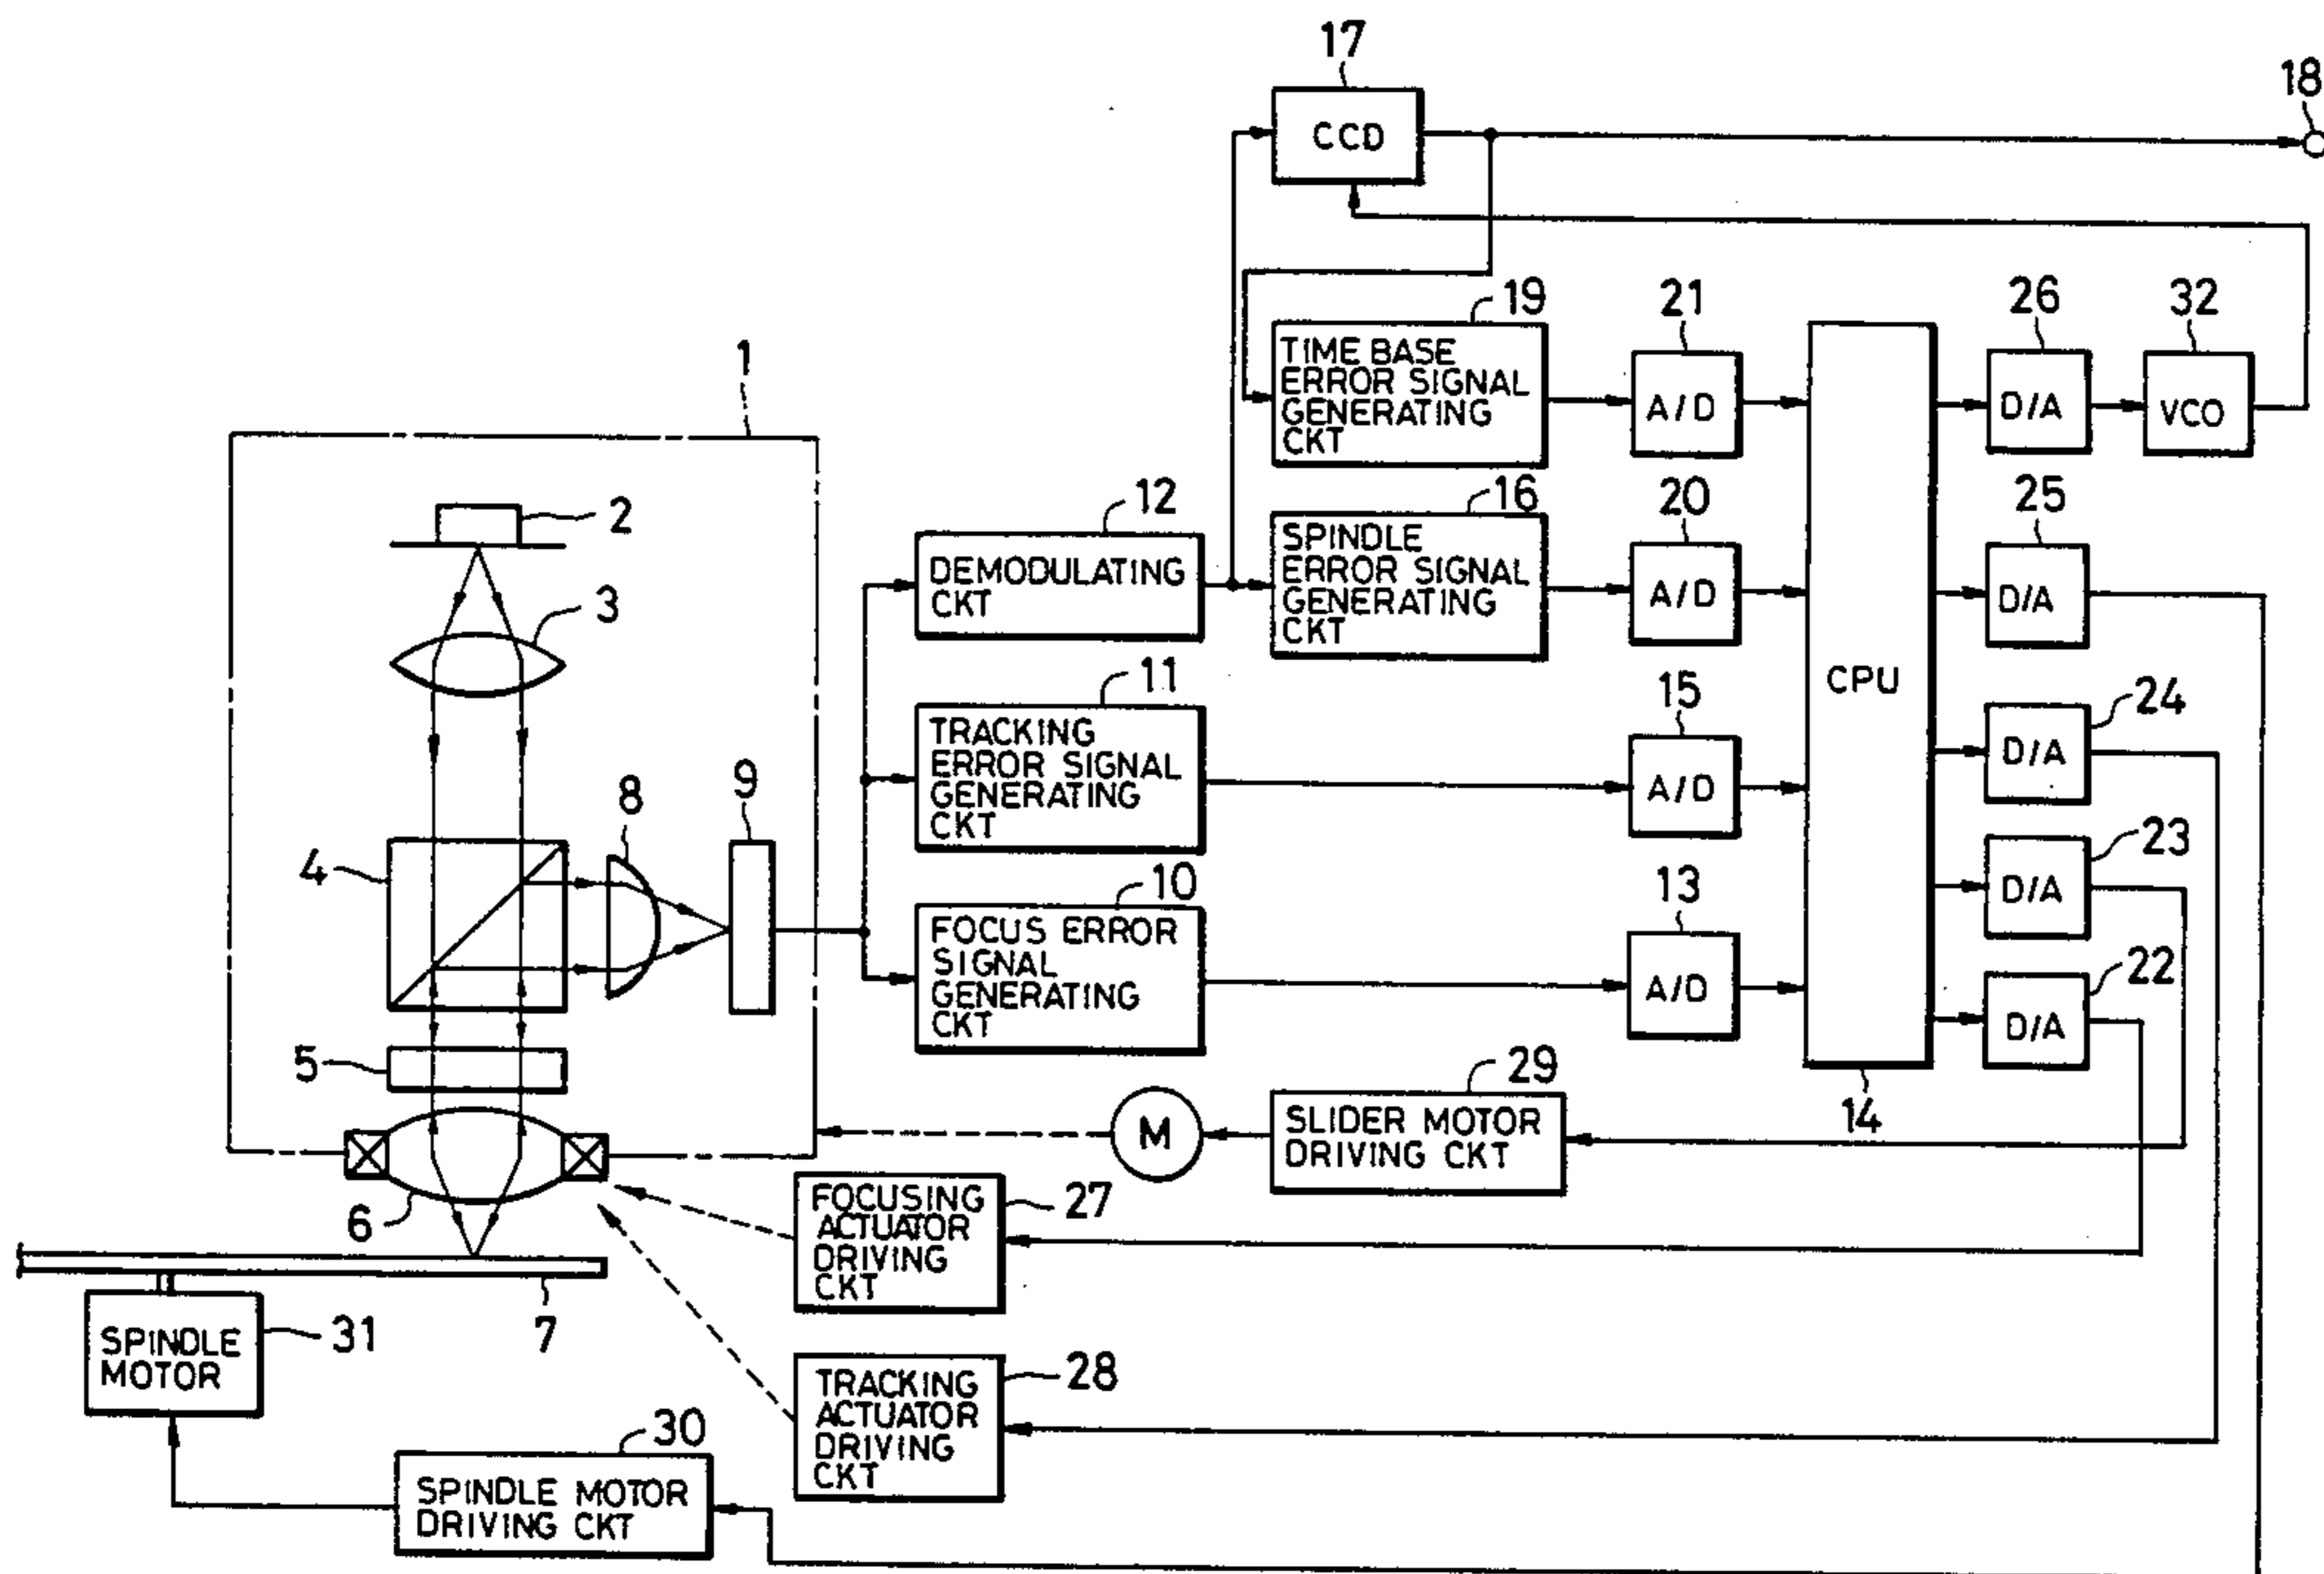 17
18
CCD
19
21
26
32
TIME BASE
ERROR SIGNAL
GENERATING
CKT
A/D
D/A
VCO
1
2
12
16
20
25
DEMODULATING
CKT
SPINDLE
ERROR SIGNAL
GENERATING
CKT
A/D
D/A
3
11
15
CPU
24
TRACKING
ERROR SIGNAL
GENERATING
CKT
A/D
D/A
9
8
4
23
10
13
D/A
FOCUS ERROR
SIGNAL
GENERATING
CKT
A/D
22
D/A
5
29
14
M
SLIDER MOTOR
DRIVING CKT
6
27
FOCUSING
ACTUATOR
DRIVING
CKT
7
31
SPINDLE
MOTOR
28
TRACKING
ACTUATOR
DRIVING
CKT
30
SPINDLE MOTOR
DRIVING CKT